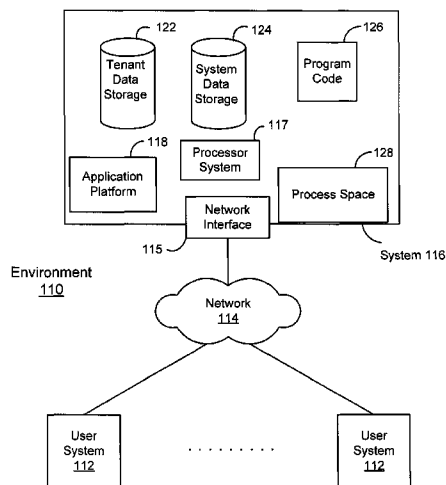 122
124
126
Tenant
Data
Storage
System
Data
Storage
Program
Code
118
117
128
Application
Platform
Processor
System
Process Space
Network
Interface
115
System 116
Environment
110
Network
114
User
System
112
. . . . . . . . .
User
System
112